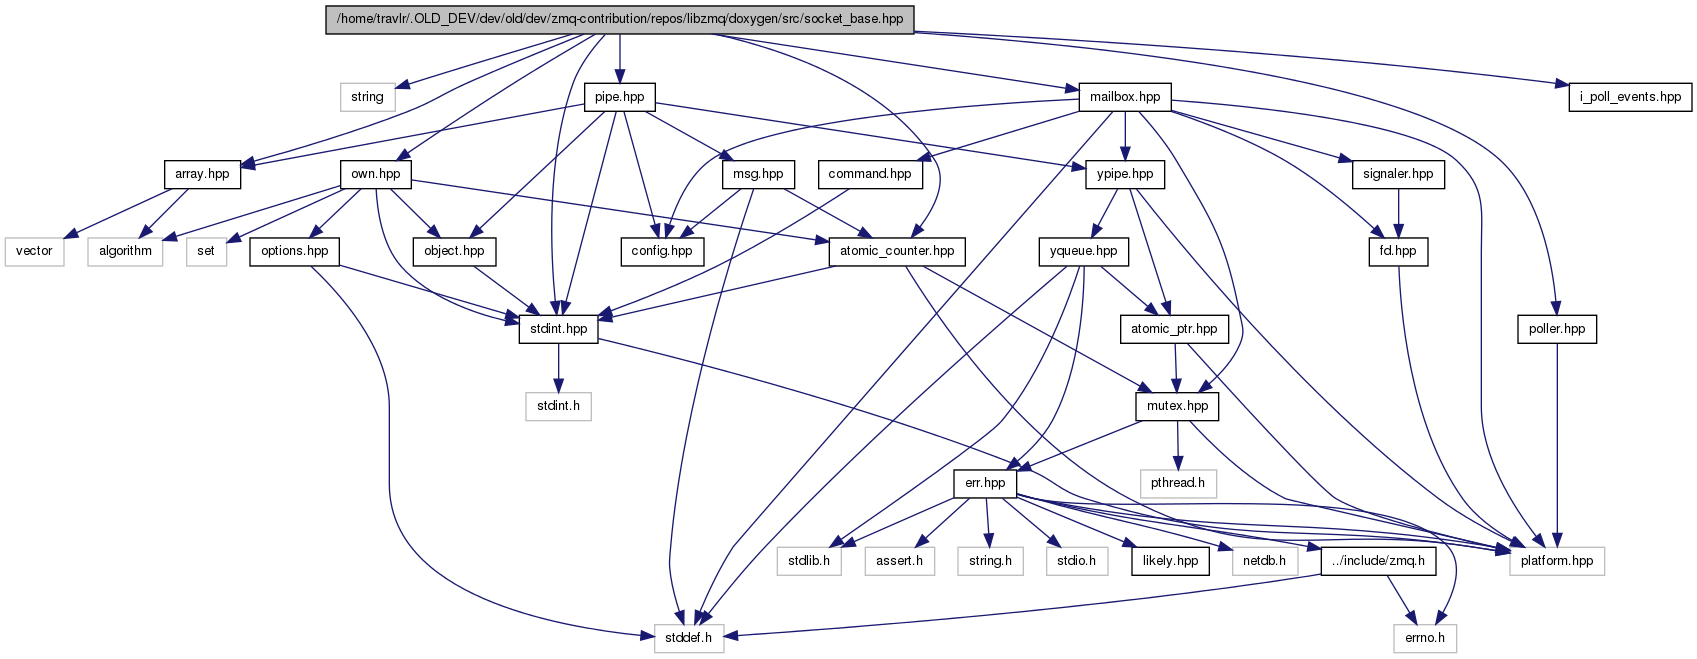 /home/travlr/.OLD_DEV/dev/old/dev/zmq-contribution/repos/libzmq/doxygen/src/socket_base.hpp
string
pipe.hpp
mailbox.hpp
i_poll_events.hpp
array.hpp
own.hpp
msg.hpp
command.hpp
ypipe.hpp
signaler.hpp
vector
algorithm
set
options.hpp
object.hpp
config.hpp
atomic_counter.hpp
yqueue.hpp
fd.hpp
stdint.hpp
atomic_ptr.hpp
poller.hpp
stdint.h
mutex.hpp
err.hpp
pthread.h
stdlib.h
assert.h
string.h
stdio.h
likely.hpp
netdb.h
../include/zmq.h
platform.hpp
stddef.h
errno.h